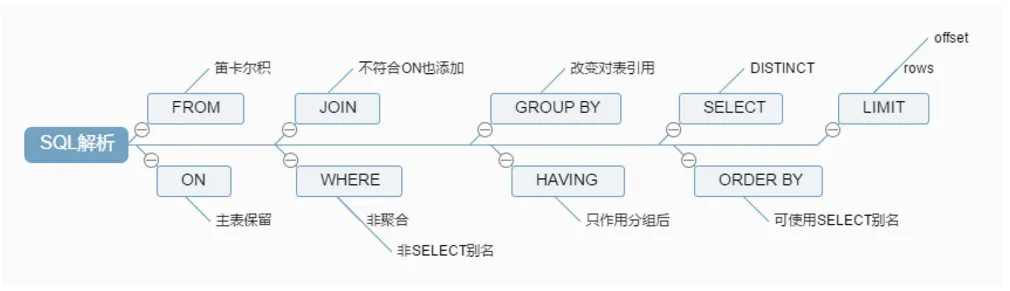 offset
笛卡尔积
不符合ON也添加
改变对表引用
DISTINCT
rows
FROM
JOIN
GROUP BY
SELECT
LIMIT
SQL解析
ON
WHERE
HAVING
ORDER BY
主表保留
非聚合
只作用分组后
可使用SELECT别名
非SELECT别名